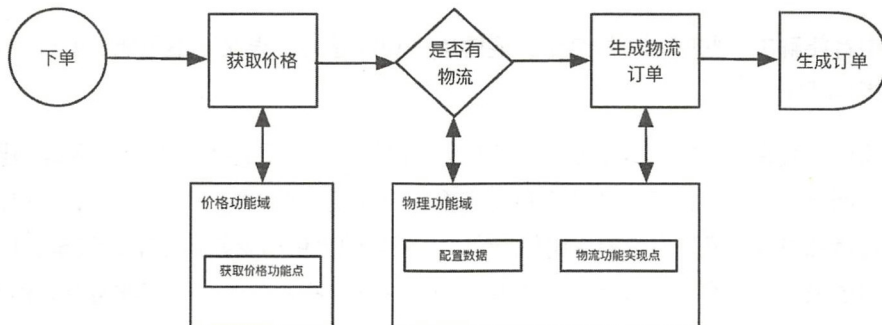 下单
获取价格
是否有
物流
生成物流
订单
生成订单
价格功能域
获取价格功能点
物理功能域
配置数据
物流功能实现点